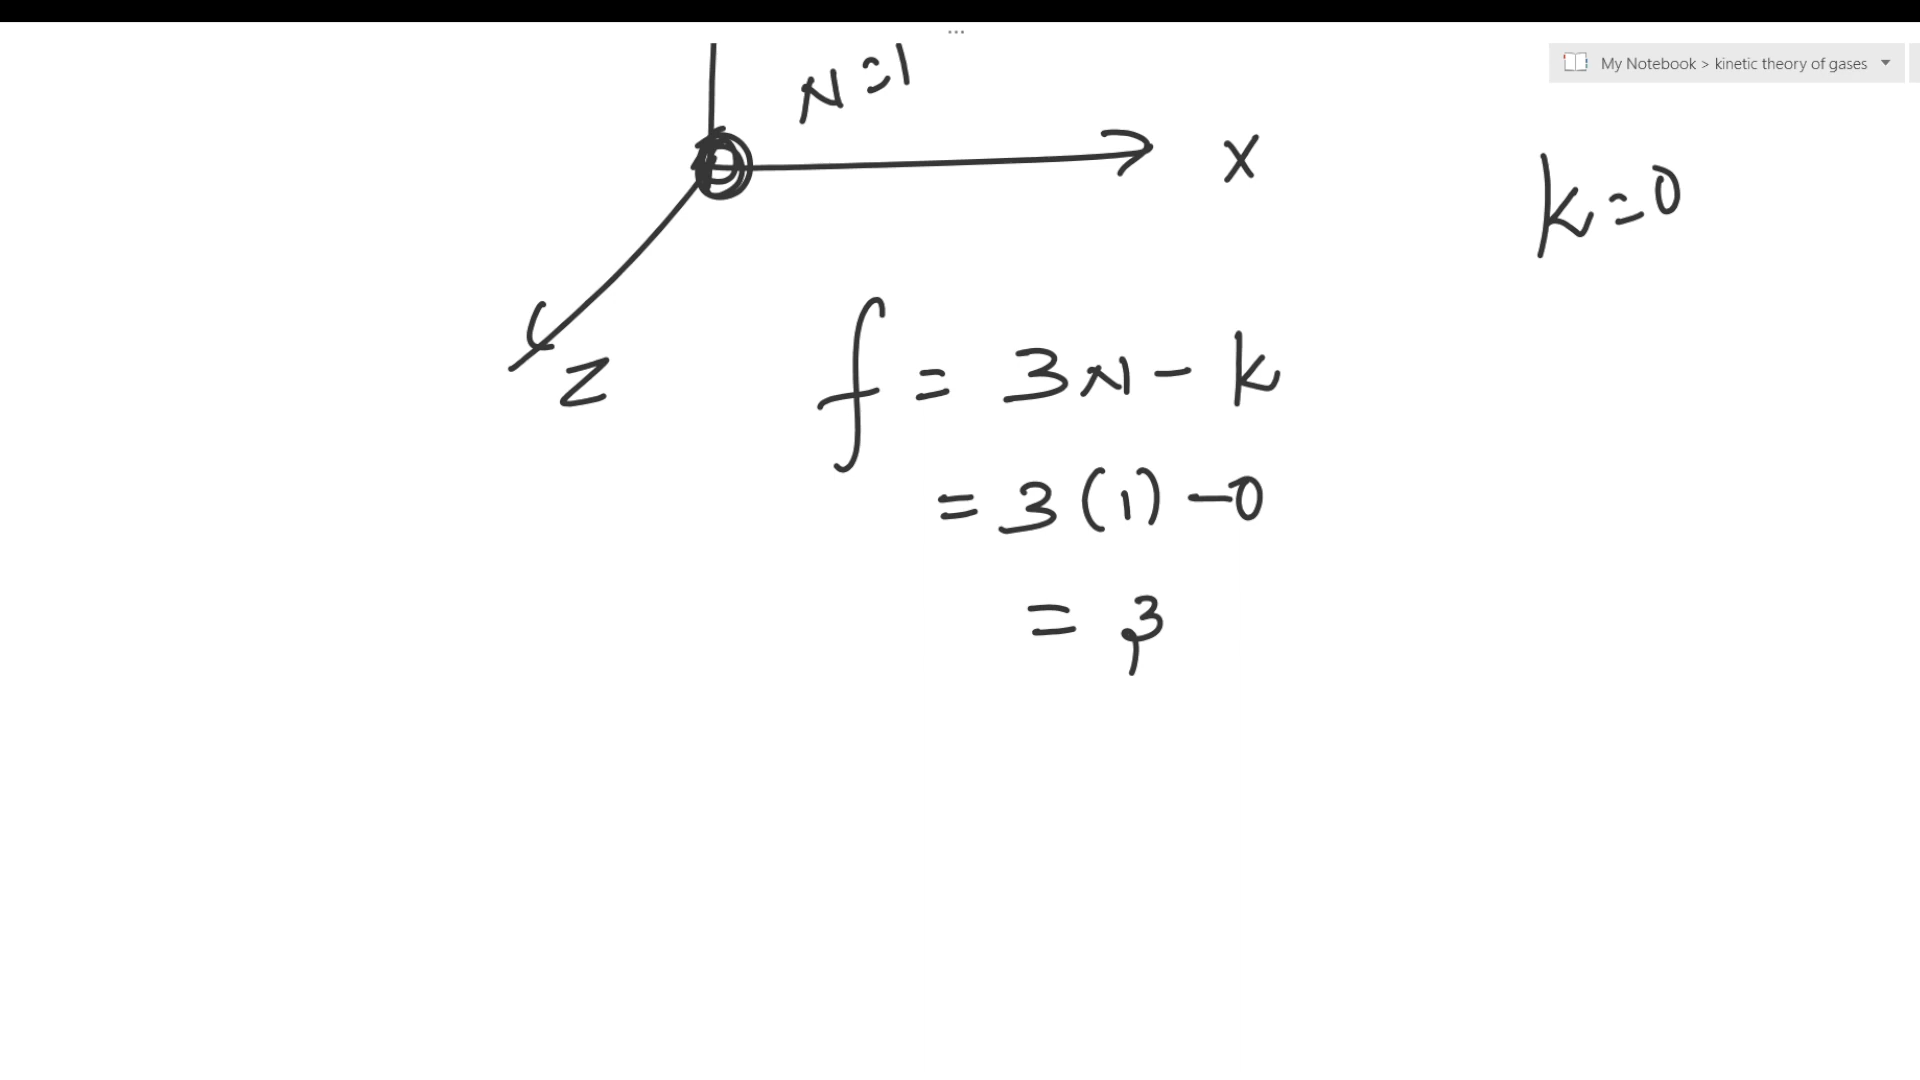 ...
My Notebook > kinetic theory of gases
N=1
x
k=0
z
f = 3N - k
= 3(1) - 0
= 3